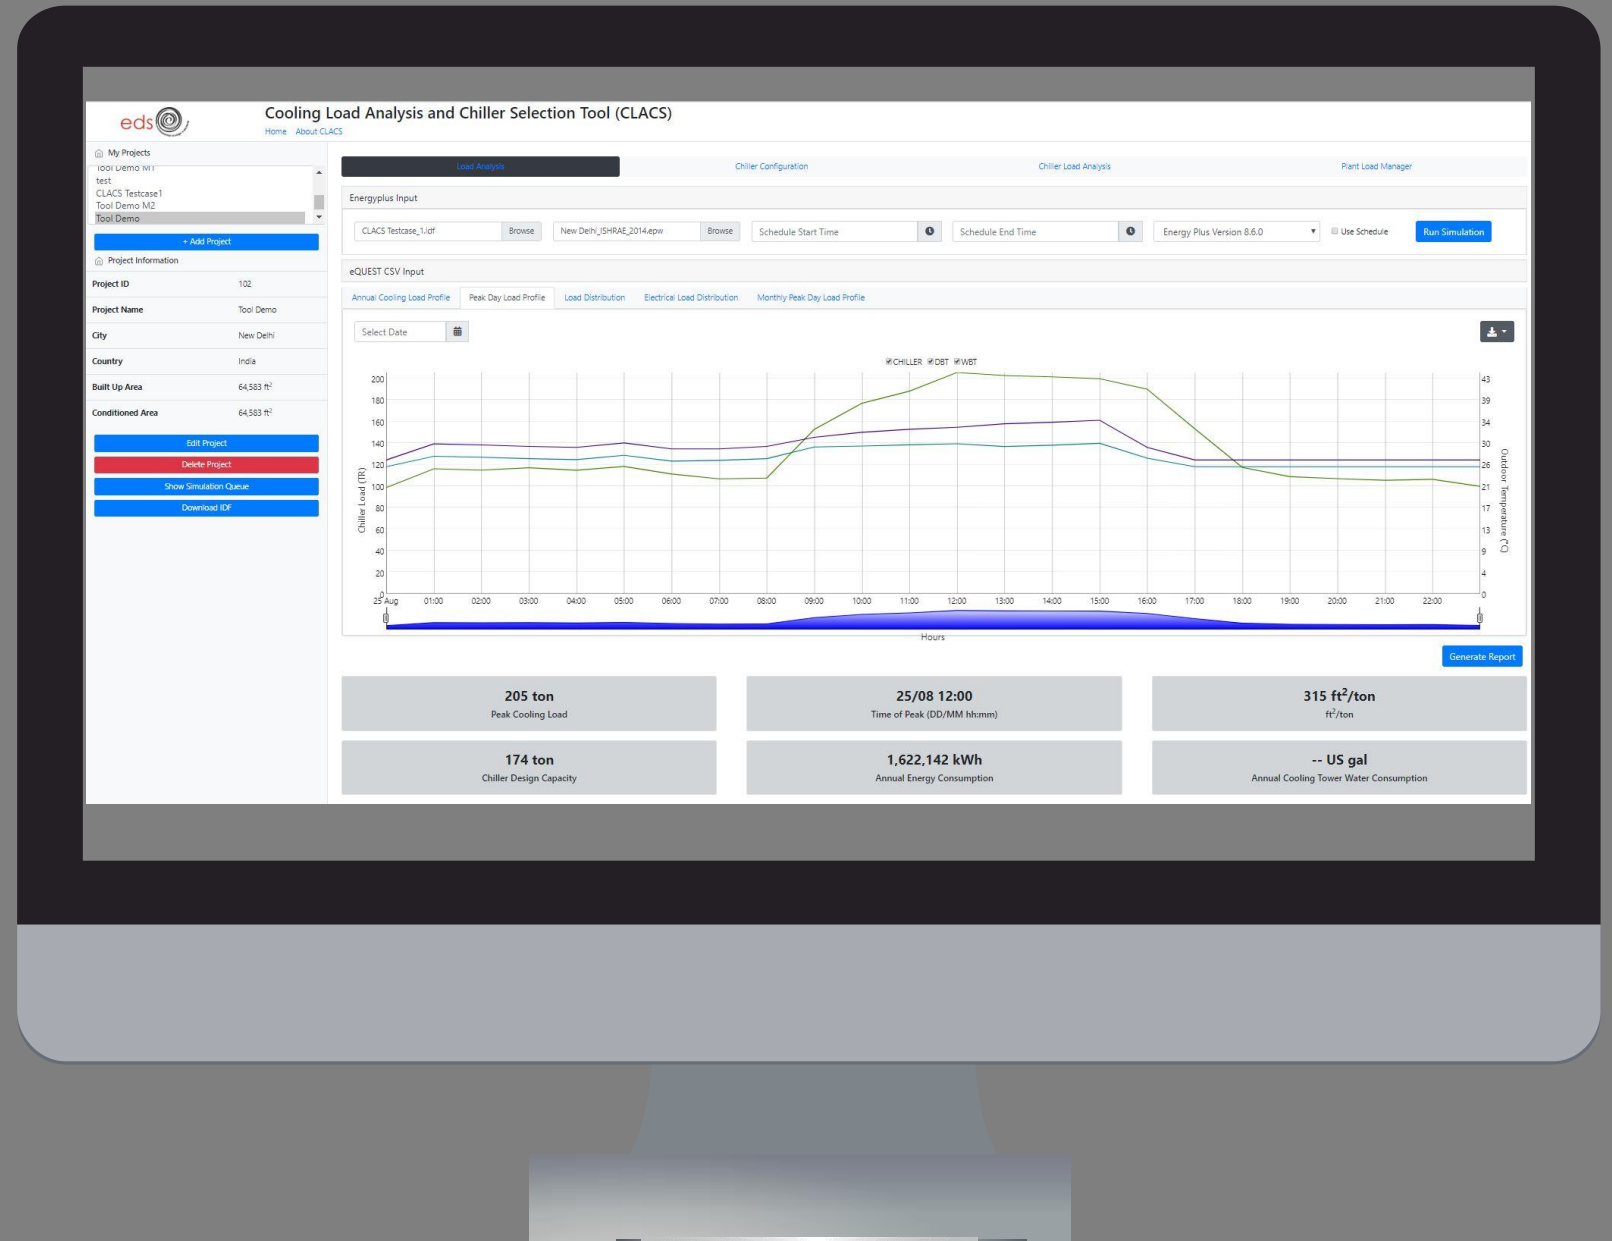 eds
Cooling Load Analysis and Chiller Selection Tool (CLACS)
Home About CLACS
My Projects
Tool Demo M1
test
CLACS Testcase1
Tool Demo M2
Tool Demo
+ Add Project
Project Information
Project ID 102
Project Name Tool Demo
City New Delhi
Country India
Built Up Area 64,583 ft²
Conditioned Area 64,583 ft²
Edit Project
Delete Project
Show Simulation Queue
Download IDF
Load Analysis Chiller Configuration Chiller Load Analysis Plant Load Manager
Energyplus Input
CLACS Testcase_1.idf Browse New Delhi_ISHRAE_2014.epw Browse Schedule Start Time Schedule End Time Energy Plus Version 8.6.0 Use Schedule Run Simulation
eQUEST CSV Input
Annual Cooling Load Profile Peak Day Load Profile Load Distribution Electrical Load Distribution Monthly Peak Day Load Profile
Select Date
CHILLER DBT WBT
200 43
180 39
160 34
140 30
120 26
100 21
80 17
60 13
40 9
20 4
0 0
Chiller Load (TR)
Outdoor Temperature (°C)
25 Aug 01:00 02:00 03:00 04:00 05:00 06:00 07:00 08:00 09:00 10:00 11:00 12:00 13:00 14:00 15:00 16:00 17:00 18:00 19:00 20:00 21:00 22:00
Hours
Generate Report
205 ton
Peak Cooling Load
25/08 12:00
Time of Peak (DD/MM hh:mm)
315 ft²/ton
ft²/ton
174 ton
Chiller Design Capacity
1,622,142 kWh
Annual Energy Consumption
-- US gal
Annual Cooling Tower Water Consumption